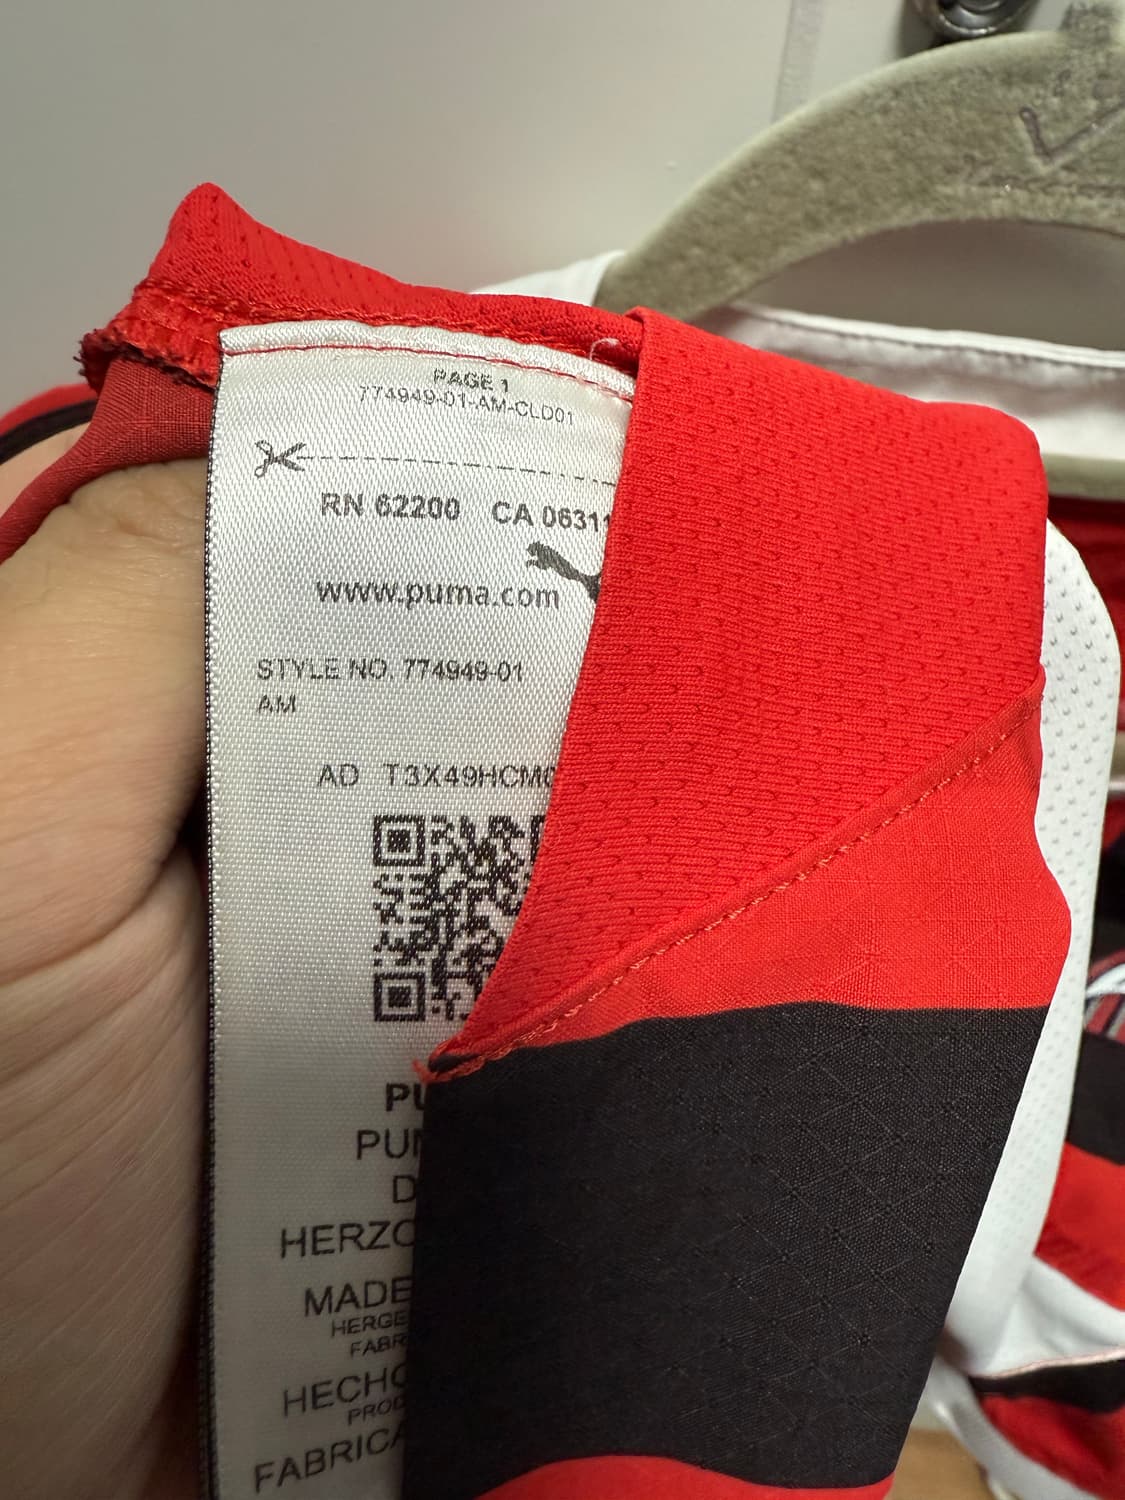 PAGE 1
774949-01-AM-CLD01
RN 62200 CA 0631
www.puma.com
STYLE NO. 774949-01
AM
AD T3X49HCM
PU
PUM
D
HERZO
MADE
HERGE
FABR
HECHO
PROD
FABRICA